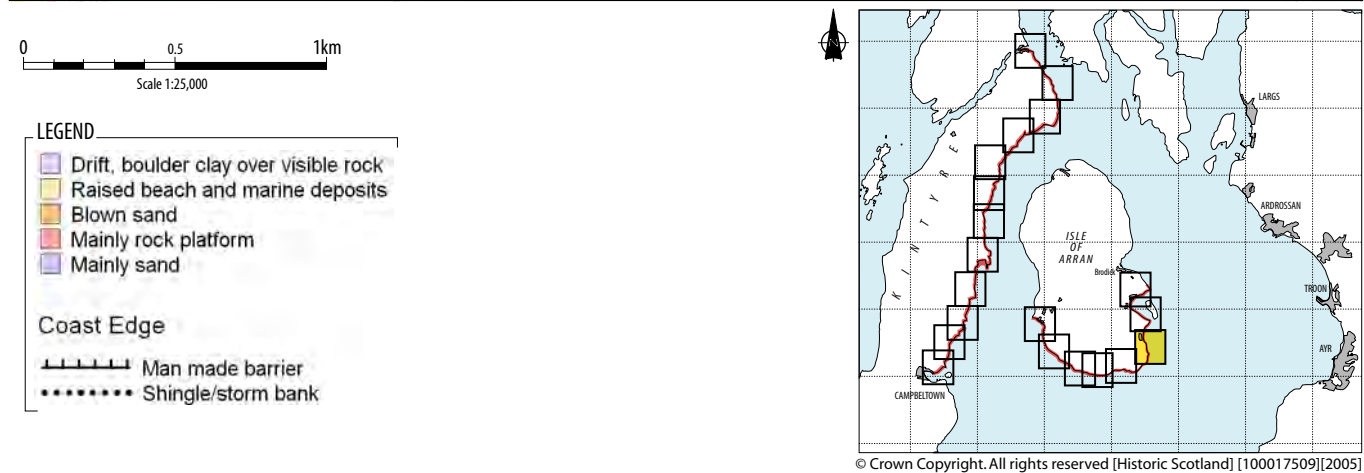 0 0.5 1km
Scale 1:25,000
LEGEND
Drift, boulder clay over visible rock
Raised beach and marine deposits
Blown sand
Mainly rock platform
Mainly sand
Coast Edge
Man made barrier
Shingle/storm bank
LARGS
KINTYRE
ARDROSSAN
ISLE
OF
ARRAN
Brodick
TROON
AYR
CAMPBELTOWN
© Crown Copyright. All rights reserved [Historic Scotland] [100017509][2005]